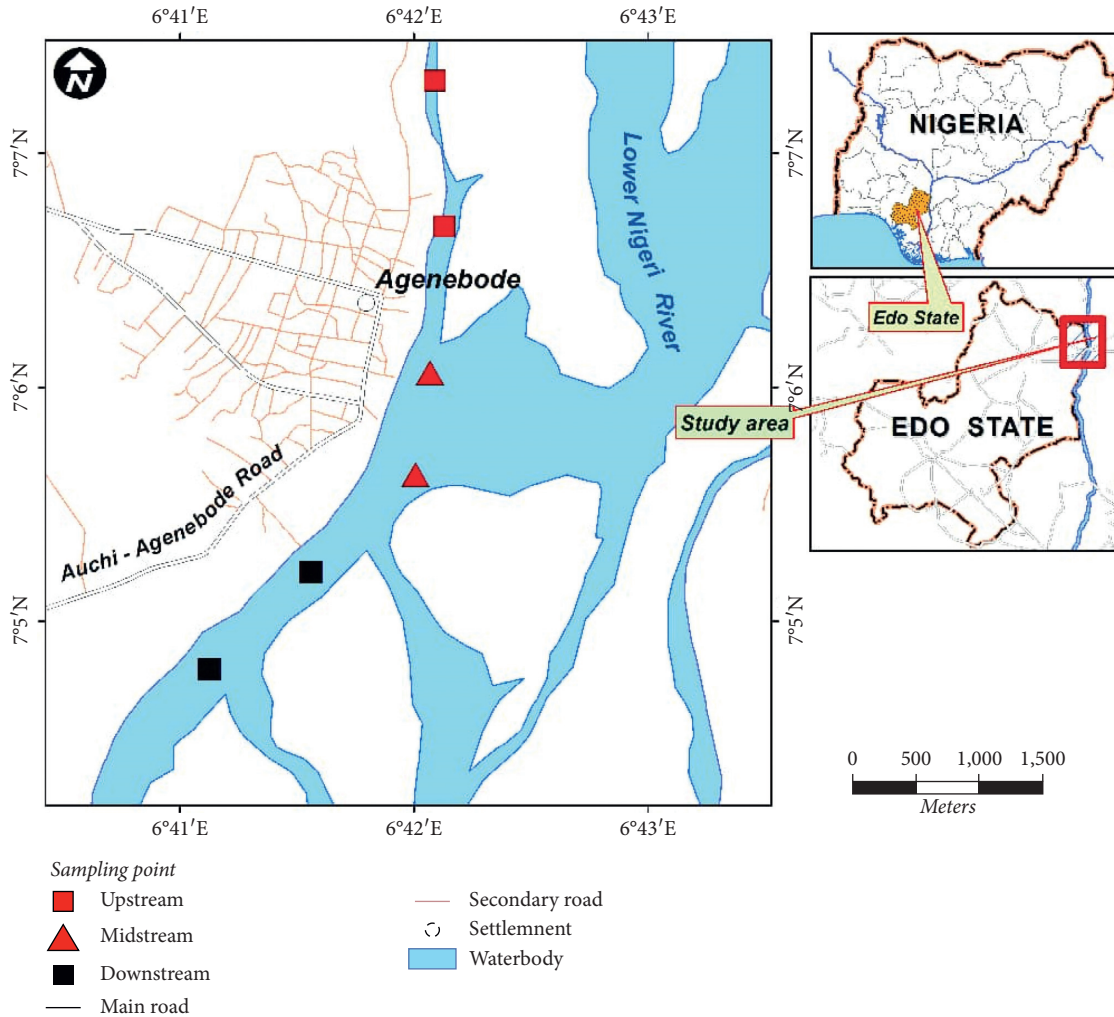 6°41′E 6°42′E 6°43′E
N
7°7′N
7°7′N
Lower Nigeri River
Agenebode
7°6′N
7°6′N
Auchi - Agenebode Road
7°5′N
7°5′N
6°41′E 6°42′E 6°43′E
NIGERIA
Edo State
Study area
EDO STATE
0 500 1,000 1,500
Meters
Sampling point
Upstream
Midstream
Downstream
Main road
Secondary road
Settlemnent
Waterbody